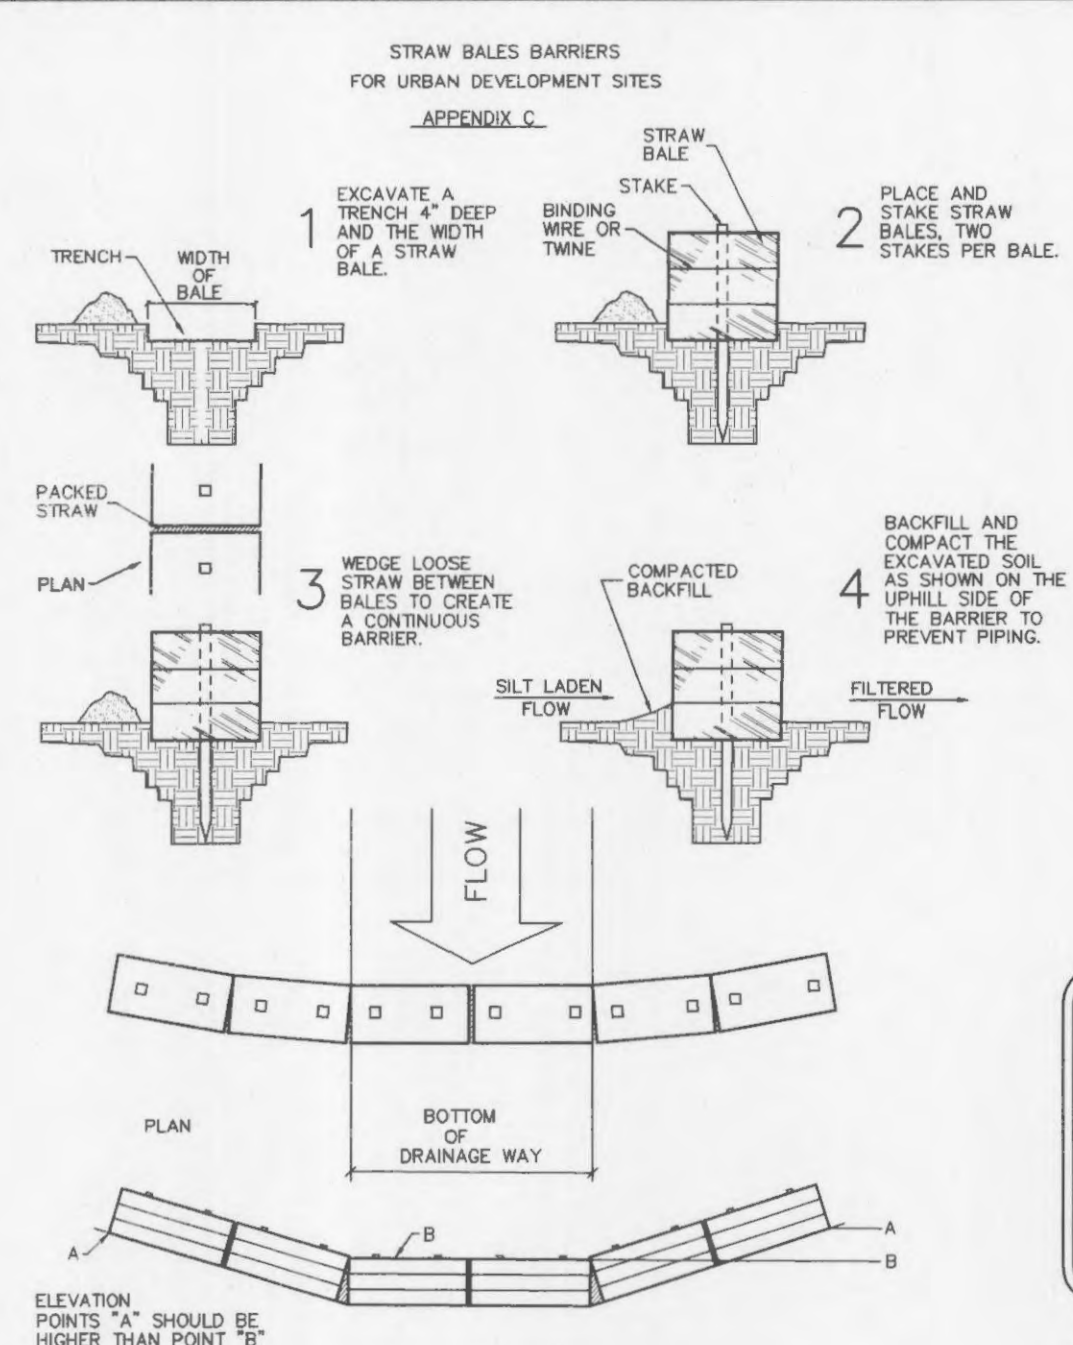 STRAW BALES BARRIERS
FOR URBAN DEVELOPMENT SITES
APPENDIX C
1
EXCAVATE A
TRENCH 4" DEEP
AND THE WIDTH
OF A STRAW
BALE.
TRENCH
WIDTH
OF
BALE
STRAW
BALE
STAKE
BINDING
WIRE OR
TWINE
2
PLACE AND
STAKE STRAW
BALES, TWO
STAKES PER BALE.
PACKED
STRAW
PLAN
3
WEDGE LOOSE
STRAW BETWEEN
BALES TO CREATE
A CONTINUOUS
BARRIER.
COMPACTED
BACKFILL
4
BACKFILL AND
COMPACT THE
EXCAVATED SOIL
AS SHOWN ON THE
UPHILL SIDE OF
THE BARRIER TO
PREVENT PIPING.
SILT LADEN
FLOW
FILTERED
FLOW
FLOW
PLAN
BOTTOM
OF
DRAINAGE WAY
A
B
A
B
ELEVATION
POINTS "A" SHOULD BE
HIGHER THAN POINT "B"